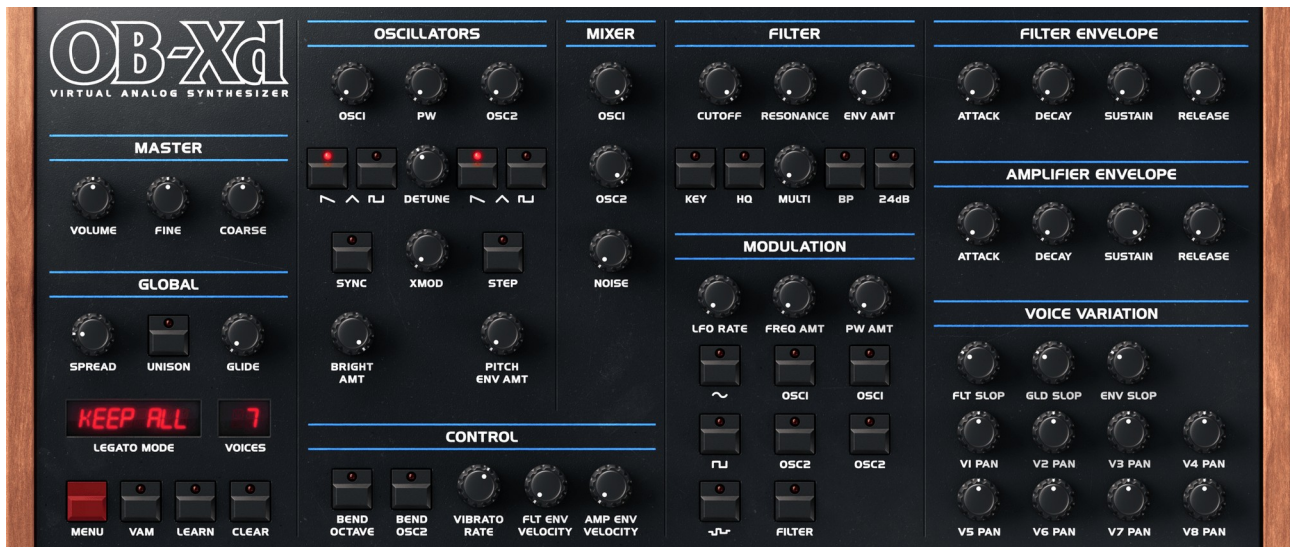 OB-Xd
VIRTUAL ANALOG SYNTHESIZER
MASTER
VOLUME FINE COARSE
GLOBAL
SPREAD UNISON GLIDE
KEEP ALL 7
LEGATO MODE VOICES
MENU VAM LEARN CLEAR
OSCILLATORS
OSC1 PW OSC2
DETUNE
SYNC XMOD STEP
BRIGHT
AMT
PITCH
ENV AMT
MIXER
OSC1
OSC2
NOISE
CONTROL
BEND
OCTAVE
BEND
OSC2
VIBRATO
RATE
FLT ENV
VELOCITY
AMP ENV
VELOCITY
FILTER
CUTOFF RESONANCE ENV AMT
KEY HQ MULTI BP 24dB
MODULATION
LFO RATE FREQ AMT PW AMT
OSC1 OSC1
OSC2 OSC2
FILTER
FILTER ENVELOPE
ATTACK DECAY SUSTAIN RELEASE
AMPLIFIER ENVELOPE
ATTACK DECAY SUSTAIN RELEASE
VOICE VARIATION
FLT SLOP GLD SLOP ENV SLOP
V1 PAN V2 PAN V3 PAN V4 PAN
V5 PAN V6 PAN V7 PAN V8 PAN